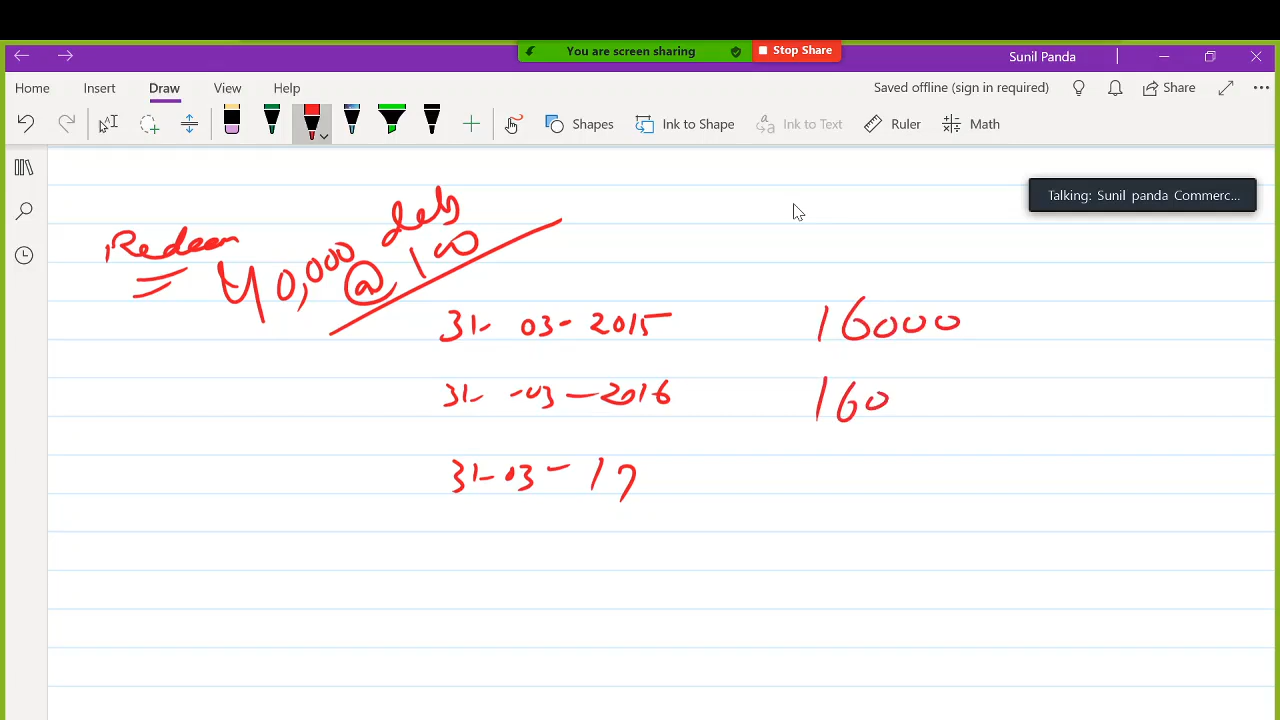 You are screen sharing
Stop Share
Sunil Panda
Home Insert Draw View Help
Saved offline (sign in required)
Share
Shapes
Ink to Shape
Ink to Text
Ruler
Math
Talking: Sunil panda Commerc...
Redeem 40,000 debs
@ 100
31- 03- 2015 16000
31- -03-2016 160
31-03-17